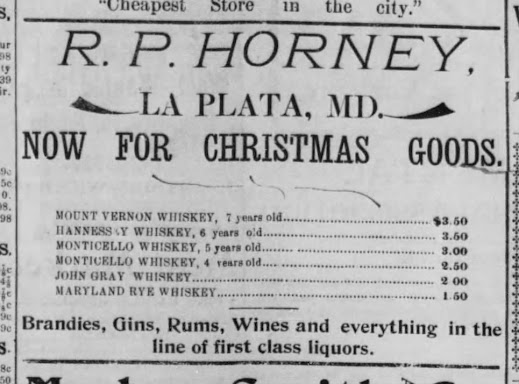 "Cheapest Store in the city."
R. P. HORNEY,
LA PLATA, MD.
NOW FOR CHRISTMAS GOODS.
MOUNT VERNON WHISKEY, 7 years old $3.50
WHISKEY, 6 years old 3.50
MONTICELLO WHISKEY, 5 years old 3.00
MONTICELLO WHISKEY, 4 years old 2.50
JOHN GRAY WHISKEY 2 00
MARYLAND RYE WHISKEY 1.50
Brandies, Gins, Rums, Wines and everything in the
line of first class liquors.